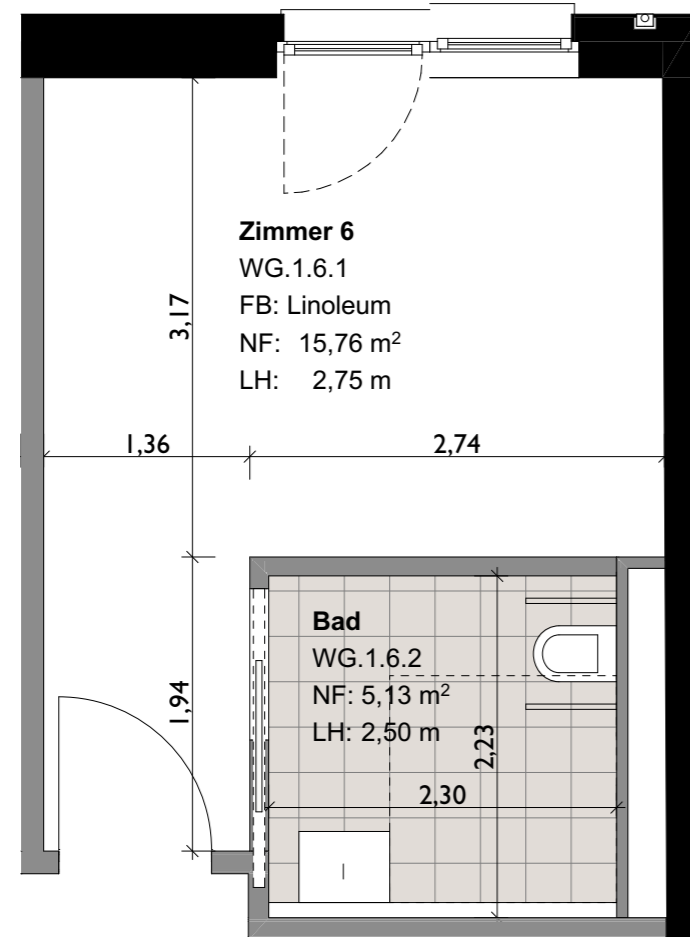 Zimmer 6
WG.1.6.1
FB: Linoleum
NF: 15,76 m²
LH: 2,75 m
3,17
1,36
2,74
1,94
Bad
WG.1.6.2
NF: 5,13 m²
LH: 2,50 m
2,23
2,30